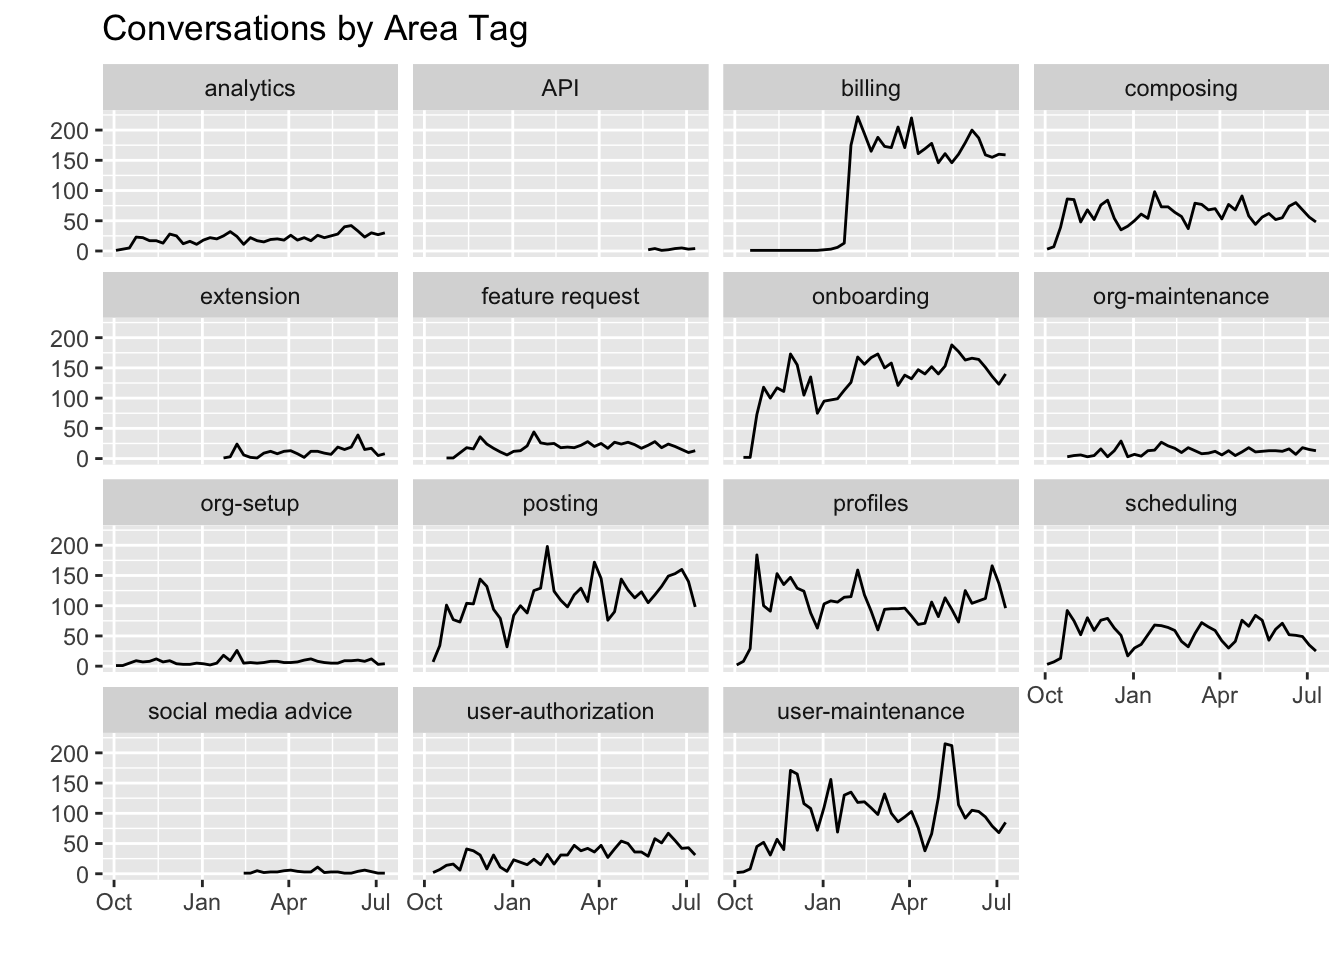 Conversations by Area Tag
analytics API billing composing
200
150
100
50
0
extension feature request onboarding org-maintenance
200
150
100
50
0
org-setup posting profiles scheduling
200
150
100
50
0
Oct Jan Apr Jul
social media advice user-authorization user-maintenance
200
150
100
50
0
Oct Jan Apr Jul Oct Jan Apr Jul Oct Jan Apr Jul